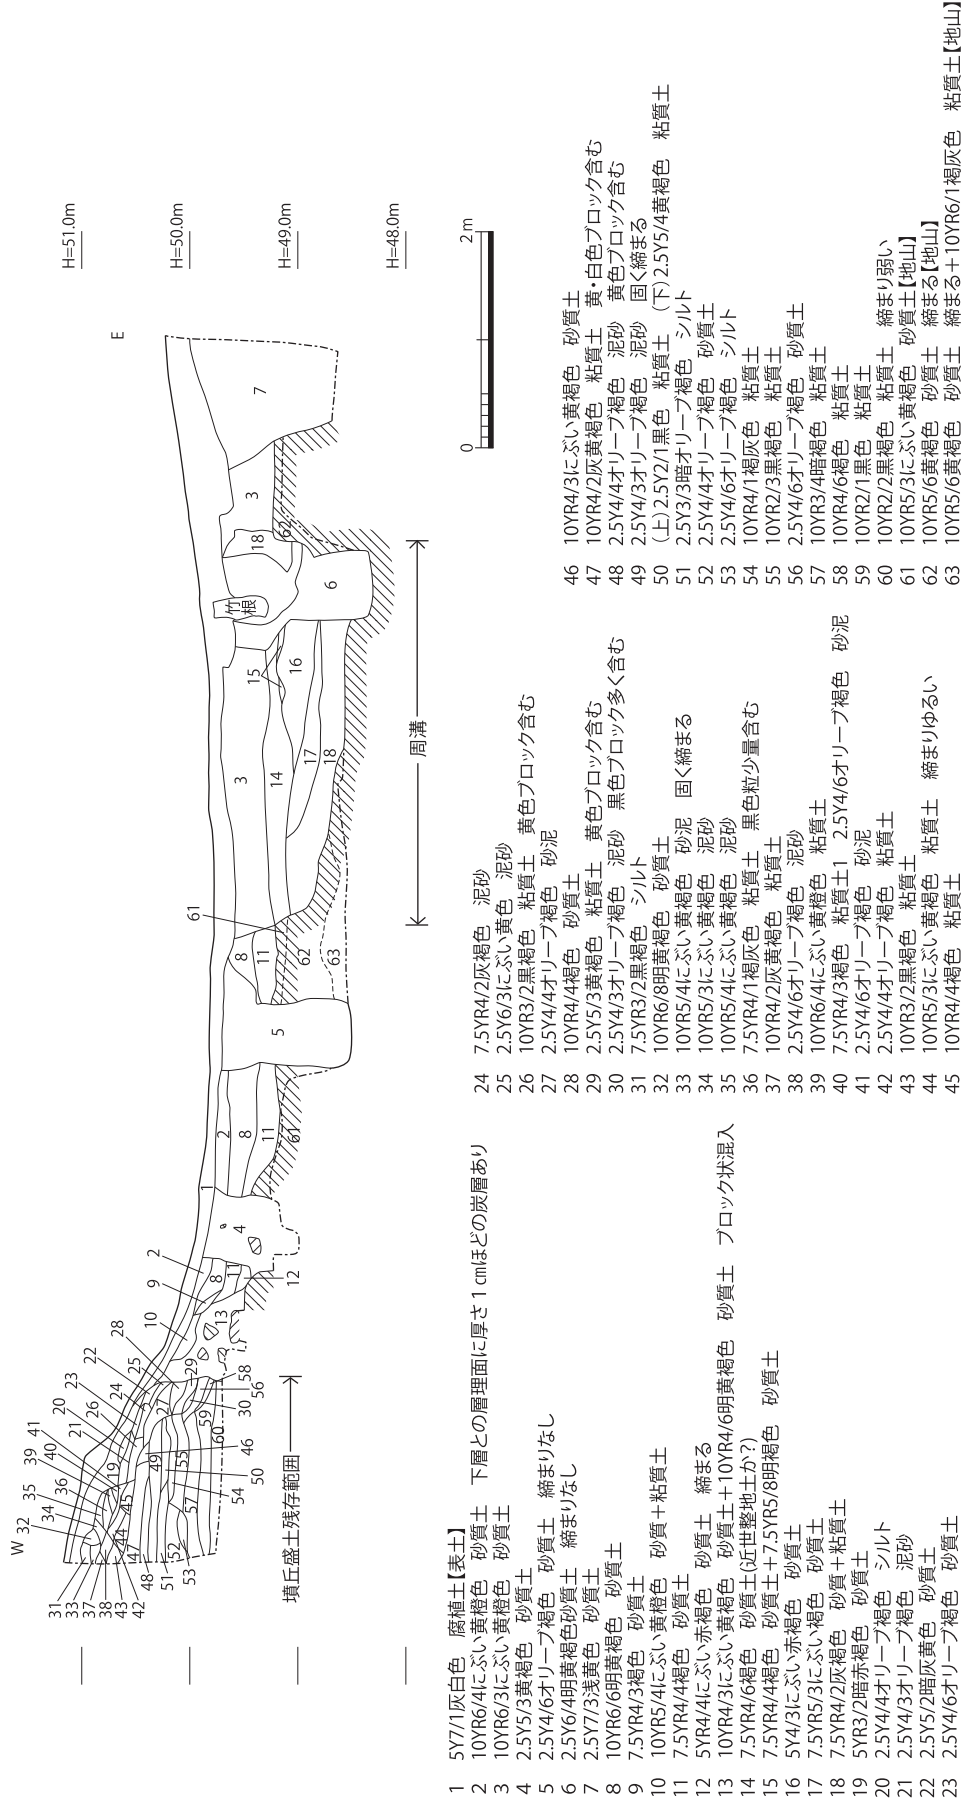 W
E
H=51.0m
H=50.0m
H=49.0m
H=48.0m
0
2m
竹根
周溝
墳丘盛土残存範囲
1 5Y7/1灰白色 腐植土【表土】
2 10YR6/4にぶい黄橙色 砂質土 下層との層理面に厚さ1㎝ほどの炭層あり
3 10YR6/3にぶい黄橙色 砂質土
4 2.5Y5/3黄褐色 砂質土
5 2.5Y4/6オリーブ褐色 砂質土 締まりなし
6 2.5Y6/4明黄褐色砂質土 締まりなし
7 2.5Y7/3浅黄色 砂質土
8 10YR6/6明黄褐色 砂質土
9 7.5YR4/3褐色 砂質土
10 10YR5/4にぶい黄橙色 砂質+粘質土
11 7.5YR4/4褐色 砂質土
12 5YR4/4にぶい赤褐色 砂質土 締まる
13 10YR4/3にぶい黄褐色 砂質土+10YR4/6明黄褐色 砂質土 ブロック状混入
14 7.5YR4/6褐色 砂質土(近世整地土か?)
15 7.5YR4/4褐色 砂質土+7.5YR5/8明褐色 砂質土
16 5Y4/3にぶい赤褐色 砂質土
17 7.5YR5/3にぶい褐色 砂質土
18 7.5YR4/2灰褐色 砂質+粘質土
19 5YR3/2暗赤褐色 砂質土
20 2.5Y4/4オリーブ褐色 シルト
21 2.5Y4/3オリーブ褐色 泥砂
22 2.5Y5/2暗灰黄色 砂質土
23 2.5Y4/6オリーブ褐色 砂質土
24 7.5YR4/2灰褐色 泥砂
25 2.5Y6/3にぶい黄色 泥砂
26 10YR3/2黒褐色 粘質土 黄色ブロック含む
27 2.5Y4/4オリーブ褐色 砂泥
28 10YR4/4褐色 砂質土
29 2.5Y5/3黄褐色 粘質土 黄色ブロック含む
30 2.5Y4/3オリーブ褐色 泥砂 黒色ブロック多く含む
31 7.5YR3/2黒褐色 シルト
32 10YR6/8明黄褐色 砂質土
33 10YR5/4にぶい黄褐色 砂泥 固く締まる
34 10YR5/3にぶい黄褐色 泥砂
35 10YR5/4にぶい黄褐色 泥砂
36 7.5YR4/1褐灰色 粘質土 黒色粒少量含む
37 10YR4/2灰黄褐色 粘質土
38 2.5Y4/6オリーブ褐色 泥砂
39 10YR6/4にぶい黄橙色 粘質土
40 7.5YR4/3褐色 粘質土1 2.5Y4/6オリーブ褐色 砂泥
41 2.5Y4/6オリーブ褐色 砂泥
42 2.5Y4/4オリーブ褐色 粘質土
43 10YR3/2黒褐色 粘質土
44 10YR5/3にぶい黄褐色 粘質土 締まりゆるい
45 10YR4/4褐色 粘質土
46 10YR4/3にぶい黄褐色 砂質土
47 10YR4/2灰黄褐色 粘質土 黄・白色ブロック含む
48 2.5Y4/4オリーブ褐色 泥砂 黄色ブロック含む
49 2.5Y4/3オリーブ褐色 泥砂 固く締まる
50 (上)2.5Y2/1黒色 粘質土 (下)2.5Y5/4黄褐色 粘質土
51 2.5Y3/3暗オリーブ褐色 シルト
52 2.5Y4/4オリーブ褐色 砂質土
53 2.5Y4/6オリーブ褐色 シルト
54 10YR4/1褐灰色 粘質土
55 10YR2/3黒褐色 粘質土
56 2.5Y4/6オリーブ褐色 砂質土
57 10YR3/4暗褐色 粘質土
58 10YR4/6褐色 粘質土
59 10YR2/1黒色 粘質土
60 10YR2/2黒褐色 粘質土 締まり弱い
61 10YR5/3にぶい黄褐色 砂質土【地山】
62 10YR5/6黄褐色 砂質土 締まる【地山】
63 10YR5/6黄褐色 砂質土 締まる+10YR6/1褐灰色 粘質土【地山】